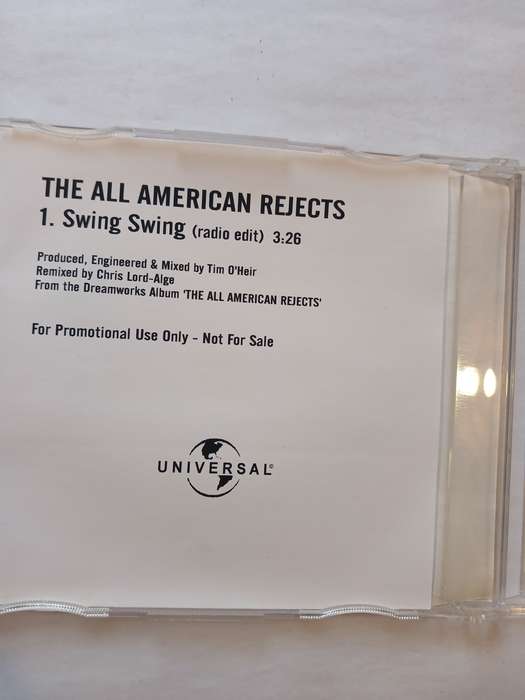 THE ALL AMERICAN REJECTS
1. Swing Swing (radio edit) 3:26
Produced, Engineered & Mixed by Tim O'Heir
Remixed by Chris Lord-Alge
From the Dreamworks Album 'THE ALL AMERICAN REJECTS'
For Promotional Use Only - Not For Sale
UNIVERSAL®